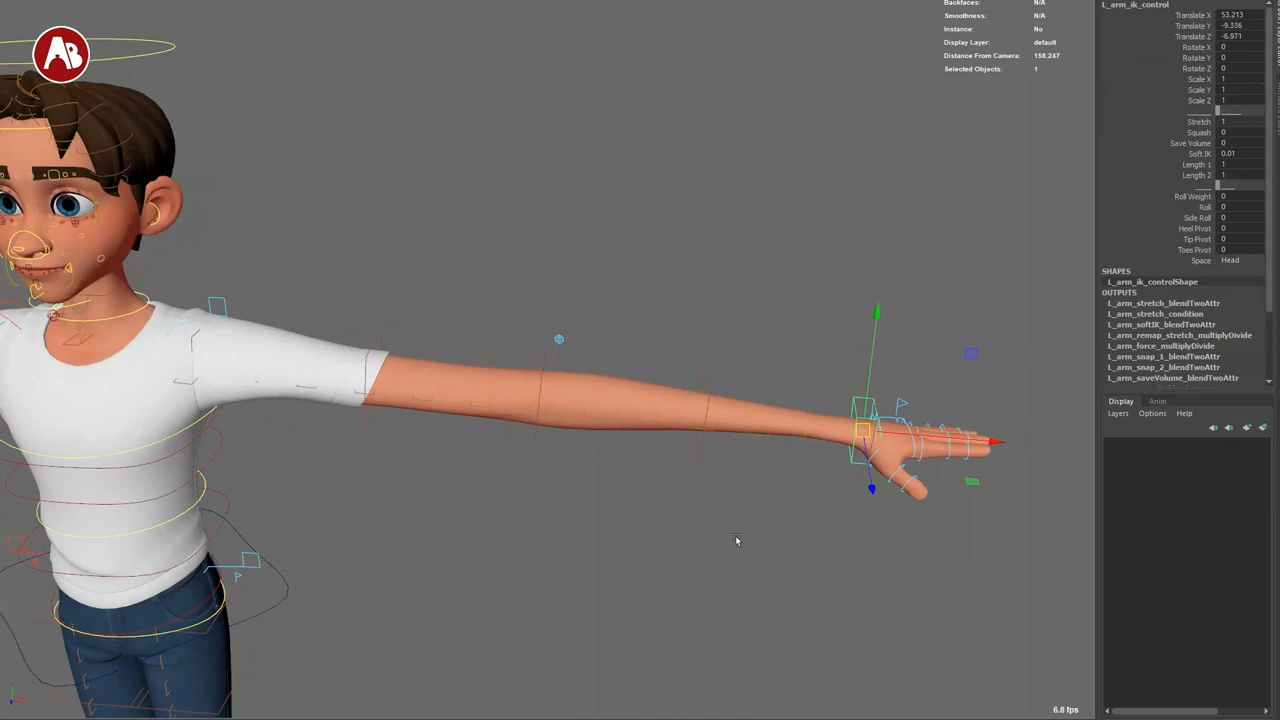 AB
Backfaces: N/A
Smoothness: N/A
Instance: No
Display Layer: default
Distance From Camera: 158.247
Selected Objects: 1
6.8 fps
L_arm_ik_control
Translate X 53.213
Translate Y -9.336
Translate Z -6.971
Rotate X 0
Rotate Y 0
Rotate Z 0
Scale X 1
Scale Y 1
Scale Z 1
Stretch 1
Squash 0
Save Volume 0
Soft IK 0.01
Length 1 1
Length 2 1
Roll Weight 0
Roll 0
Side Roll 0
Heel Pivot 0
Tip Pivot 0
Toes Pivot 0
Space Head
SHAPES
L_arm_ik_controlShape
OUTPUTS
L_arm_stretch_blendTwoAttr
L_arm_stretch_condition
L_arm_softIK_blendTwoAttr
L_arm_remap_stretch_multiplyDivide
L_arm_force_multiplyDivide
L_arm_snap_1_blendTwoAttr
L_arm_snap_2_blendTwoAttr
L_arm_saveVolume_blendTwoAttr
Display Anim
Layers Options Help